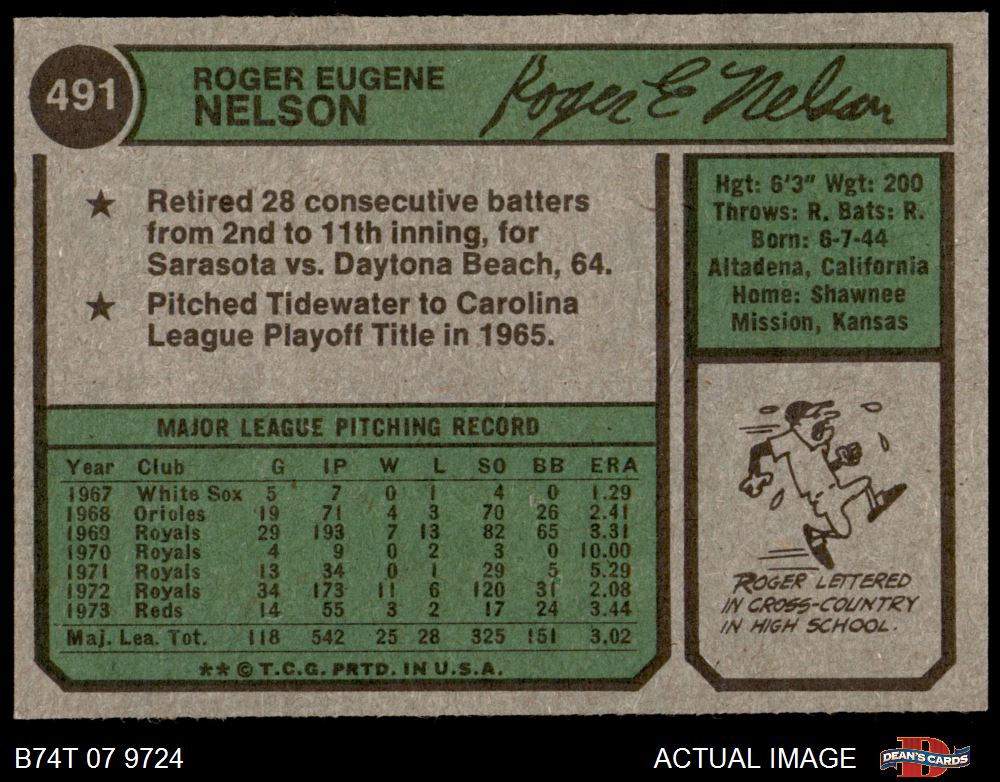 491
ROGER EUGENE
NELSON
Roger E Nelson
★ Retired 28 consecutive batters
from 2nd to 11th inning, for
Sarasota vs. Daytona Beach, 64.
★ Pitched Tidewater to Carolina
League Playoff Title in 1965.
Hgt: 6'3" Wgt: 200
Throws: R. Bats: R.
Born: 6-7-44
Altadena, California
Home: Shawnee
Mission, Kansas
MAJOR LEAGUE PITCHING RECORD
Year Club G IP W L SO BB ERA
1967 White Sox 5 7 0 1 4 0 1.29
1968 Orioles 19 71 4 3 70 26 2.41
1969 Royals 29 193 7 13 82 65 3.31
1970 Royals 4 9 0 2 3 0 10.00
1971 Royals 13 34 0 1 29 5 5.29
1972 Royals 34 173 11 6 120 31 2.08
1973 Reds 14 55 3 2 17 24 3.44
Maj. Lea. Tot. 118 542 25 28 325 151 3.02
** © T.C.G. PRTD. IN U.S.A.
ROGER LETTERED
IN CROSS-COUNTRY
IN HIGH SCHOOL.
B74T 07 9724
ACTUAL IMAGE
D
DEAN'S CARDS